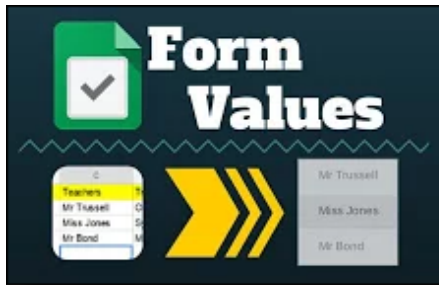 Form
Values
C
Teachers T
Mr Trussell C
Miss Jones S
Mr Bond M
Mr Trussell
Miss Jones
Mr Bond